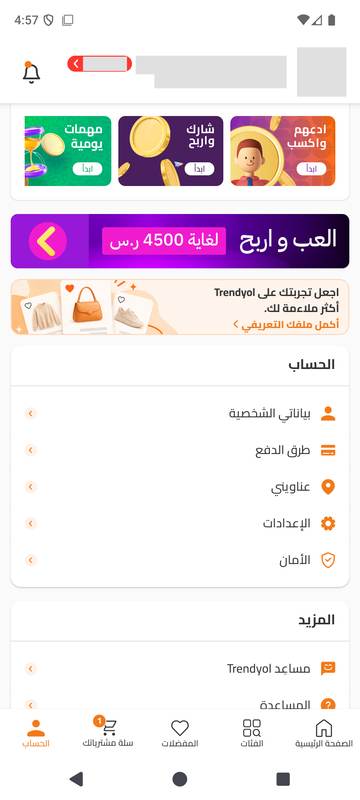 4:57
ادعهم
واكسب
ابدأ
شارك
واربح
ابدأ
مهمات
يومية
ابدأ
العب و اربح
لغاية 4500 ر.س
اجعل تجربتك على Trendyol
أكثر ملاءمة لك.
أكمل ملفك التعريفي
الحساب
بياناتي الشخصية
طرق الدفع
عناويني
الإعدادات
الأمان
المزيد
مساعِد Trendyol
المساعدة
الصفحة الرئيسية
الفئات
المفضلات
1
سلة مشترياتك
الحساب